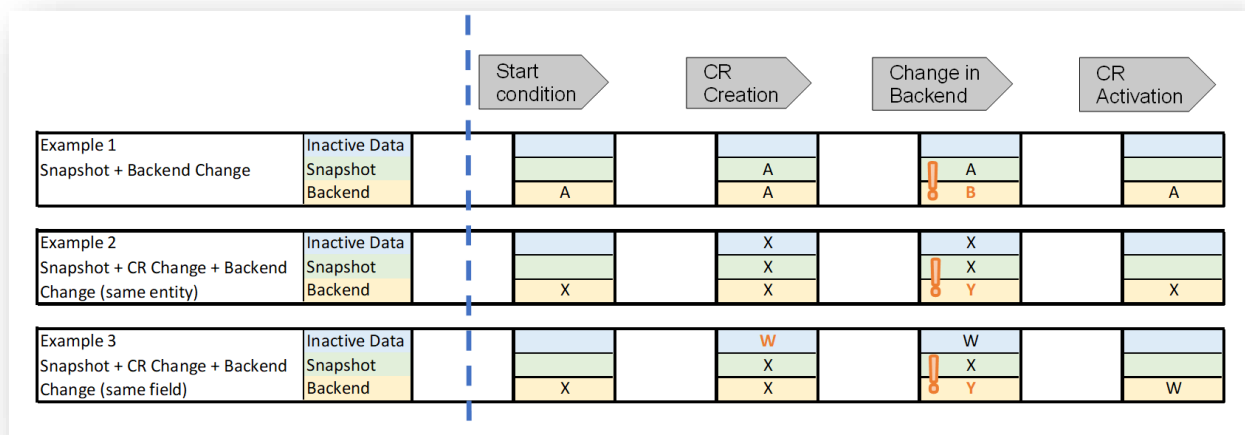 Start condition
CR Creation
Change in Backend
CR Activation
Example 1 Inactive Data
Snapshot + Backend Change Snapshot A A
Backend A A B A
Example 2 Inactive Data X X
Snapshot + CR Change + Backend Snapshot X X
Change (same entity) Backend X X Y X
Example 3 Inactive Data W W
Snapshot + CR Change + Backend Snapshot X X
Change (same field) Backend X X Y W